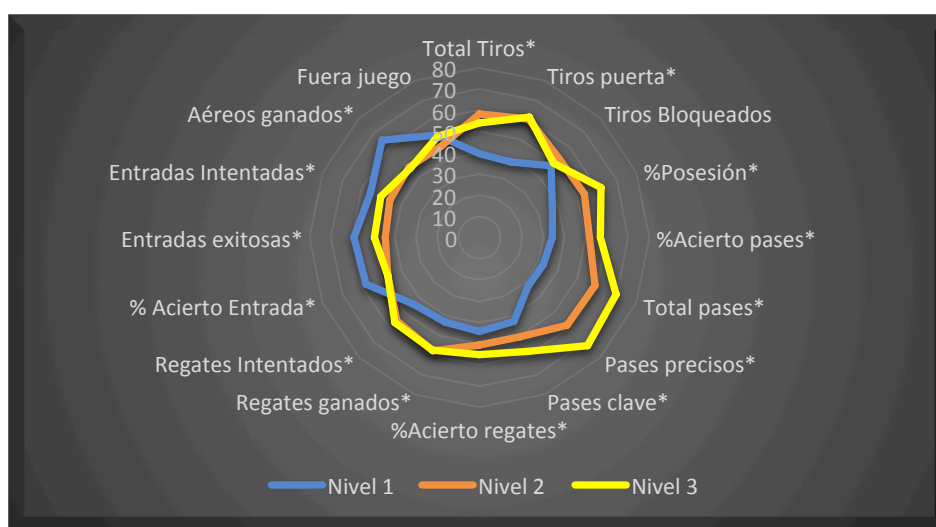 Total Tiros*
Tiros puerta*
Tiros Bloqueados
%Posesión*
%Acierto pases*
Total pases*
Pases precisos*
Pases clave*
%Acierto regates*
Regates ganados*
Regates Intentados*
% Acierto Entrada*
Entradas exitosas*
Entradas Intentadas*
Aéreos ganados*
Fuera juego
80
70
60
50
40
30
20
10
0
Nivel 1
Nivel 2
Nivel 3